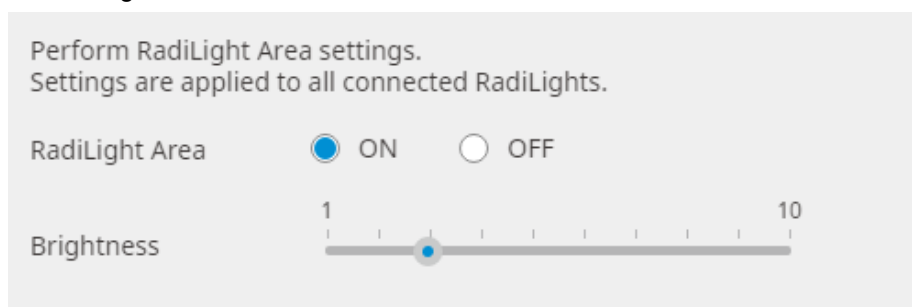 Perform RadiLight Area settings.
Settings are applied to all connected RadiLights.
RadiLight Area ON OFF
1 10
Brightness